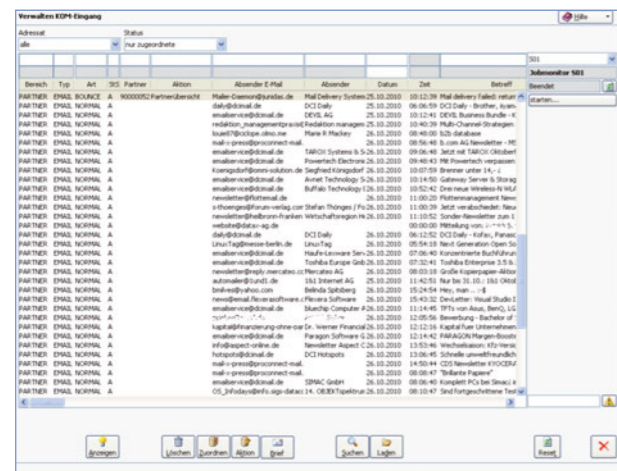 Verwalten KOM-Eingang
Hilfe
Adressat
Status
alle
nur zugeordnete
S01
Jobmonitor S01
Beendet
starten...
Bereich Typ Art StS Partner Aktion Absender E-Mail Absender Datum Zeit Betreff
PARTNER EMAIL BOUNCE A 90000052 Partnerübersicht Mailer-Daemon@juradas.de Mail Delivery System 25.10.2010 10:12:39 Mail delivery failed: return
PARTNER EMAIL NORMAL A daily@dcimail.de DCI Daily 25.10.2010 06:06:59 DCI Daily - Brother,
PARTNER EMAIL NORMAL A emailservice@dcimail.de DEVIL AG 25.10.2010 10:12:41 DEVIL Business Bundle - K
PARTNER EMAIL NORMAL A Redaktion managem 25.10.2010 10:40:39 Multi-Channel-Strategien
PARTNER EMAIL NORMAL A Marie R Mackey 26.10.2010 08:40:00 b2b database
PARTNER EMAIL NORMAL A mail-x-press@proconnect-mail. 26.10.2010 08:56:48 b.com AG Newsletter - MS
PARTNER EMAIL NORMAL A emailservice@dcimail.de TAROX Systems & S 26.10.2010 09:06:48 Jetzt mit TAROX Oktoberf
PARTNER EMAIL NORMAL A emailservice@dcimail.de Powertech Electronic 26.10.2010 09:48:43 Mit Powertech verpassen
PARTNER EMAIL NORMAL A Koenigsdorf@onni-solution.de Siegfried Königsdorf 26.10.2010 10:07:59 Brenner unter 14,-
PARTNER EMAIL NORMAL A emailservice@dcimail.de Avnet Technology S 26.10.2010 10:14:50 Gateway Server & Storag
PARTNER EMAIL NORMAL A emailservice@dcimail.de Buffalo Technology 26.10.2010 10:52:42 Drei neue Wireless-N WLA
PARTNER EMAIL NORMAL A newsletter@flottenmail.de 26.10.2010 11:00:20 Flottenmanagement News
PARTNER EMAIL NORMAL A s-thoenges@forum-verlag.com Stefan Thönges / Fo 26.10.2010 11:00:39 Jetzt verabschiedet: Neu
PARTNER EMAIL NORMAL A newsletter@heilbronn-franken Wirtschaftsregion He 26.10.2010 11:10:52 Sonder-Newsletter zum 1
PARTNER EMAIL NORMAL A website@datax-ag.de 26.10.2010 00:00:00 Mitteilung von:
PARTNER EMAIL NORMAL A daily@dcimail.de DCI Daily 26.10.2010 06:12:52 DCI Daily - Kofax, Panasc
PARTNER EMAIL NORMAL A LinuxTag@messe-berlin.de LinuxTag 26.10.2010 05:54:18 Next Generation Open So
PARTNER EMAIL NORMAL A emailservice@dcimail.de Haufe-Lexware Serv 26.10.2010 07:06:40 Konzentrierte Buchführun
PARTNER EMAIL NORMAL A emailservice@dcimail.de Toshiba Europe Gmb 26.10.2010 07:32:41 Toshiba Enterprise 3.5 &
PARTNER EMAIL NORMAL A newsletter@reply.mercateo.cc Mercateo AG 26.10.2010 08:03:18 Große Kopierpapier-Aktion
PARTNER EMAIL NORMAL A automailer@1und1.de 1&1 Internet AG 25.10.2010 11:42:51 Nur bis 31.10.: 1&1 Oktob
PARTNER EMAIL NORMAL A bmilves@yahoo.com Belinda Spitsberg 25.10.2010 15:24:54 Hey, man...
PARTNER EMAIL NORMAL A news@email.flexerasoftware.c Flexera Software 26.10.2010 15:43:32 DevLetter: Visual Studio I
PARTNER EMAIL NORMAL A emailservice@dcimail.de bluechip Computer A 26.10.2010 11:14:45 TFTs von Asus, BenQ, LG
PARTNER EMAIL NORMAL A 26.10.2010 12:05:56 Bewerbung - Bachelor of
PARTNER EMAIL NORMAL A kapital@finanzierung-ohne-bar Dr. Werner Financial 26.10.2010 12:12:16 Kapital fuer Unternehmen
PARTNER EMAIL NORMAL A emailservice@dcimail.de Paragon Software G 26.10.2010 12:14:42 PARAGON Margen-Booste
PARTNER EMAIL NORMAL A info@aspect-online.de Newsletter Aspect C 26.10.2010 13:53:46 Wechselsaison: Kfz-Versic
PARTNER EMAIL NORMAL A hotspots@dcimail.de DCI Hotspots 26.10.2010 13:06:45 Schnelle umweltfreundlich
PARTNER EMAIL NORMAL A mail-x-press@proconnect-mail. 26.10.2010 14:50:44 CDS Newsletter KYOCERA
PARTNER EMAIL NORMAL A mail-x-press@proconnect-mail. 26.10.2010 08:08:47 "Brillante Papiere"
PARTNER EMAIL NORMAL A emailservice@dcimail.de SIMAC GmbH 26.10.2010 08:06:40 Komplett PCs bei Simac
PARTNER EMAIL NORMAL A OS_Infodays@info.sigs-datacc 14. OBJEKTspektrum 26.10.2010 08:10:47 Sind fortgeschrittene Test
Anzeigen Löschen Zuordnen Aktion Brief Suchen Laden Reset